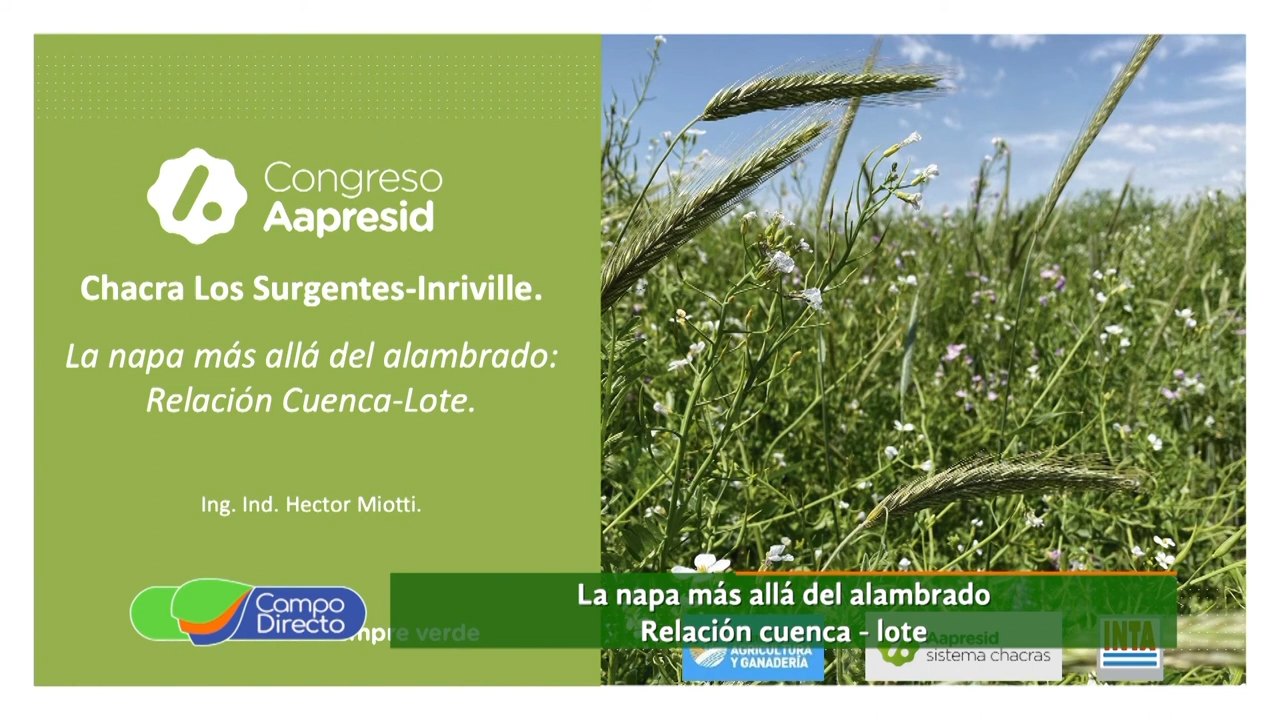 Congreso
Aapresid
Chacra Los Surgentes-Inriville.
La napa más allá del alambrado:
Relación Cuenca-Lote.
Ing. Ind. Hector Miotti.
Campo
Directo
verde
La napa más allá del alambrado
Relación cuenca - lote
AGRICULTURA
Y GANADERÍA
Aapresid
sistema chacras
INTA